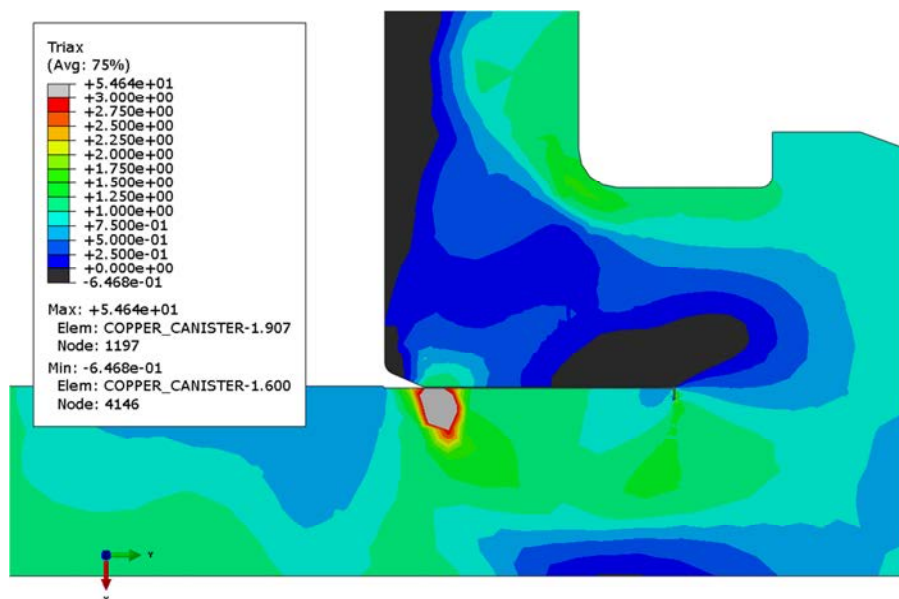 Triax
(Avg: 75%)
+5.464e+01
+3.000e+00
+2.750e+00
+2.500e+00
+2.250e+00
+2.000e+00
+1.750e+00
+1.500e+00
+1.250e+00
+1.000e+00
+7.500e-01
+5.000e-01
+2.500e-01
+0.000e+00
-6.468e-01
Max: +5.464e+01
Elem: COPPER_CANISTER-1.907
Node: 1197
Min: -6.468e-01
Elem: COPPER_CANISTER-1.600
Node: 4146
Y